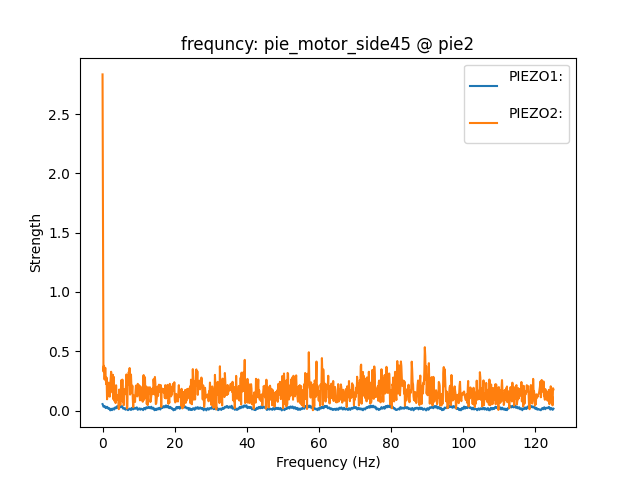 frequncy: pie_motor_side45 @ pie2
PIEZO1:
PIEZO2:
2.5
2.0
1.5
1.0
0.5
0.0
Strength
0 20 40 60 80 100 120
Frequency (Hz)